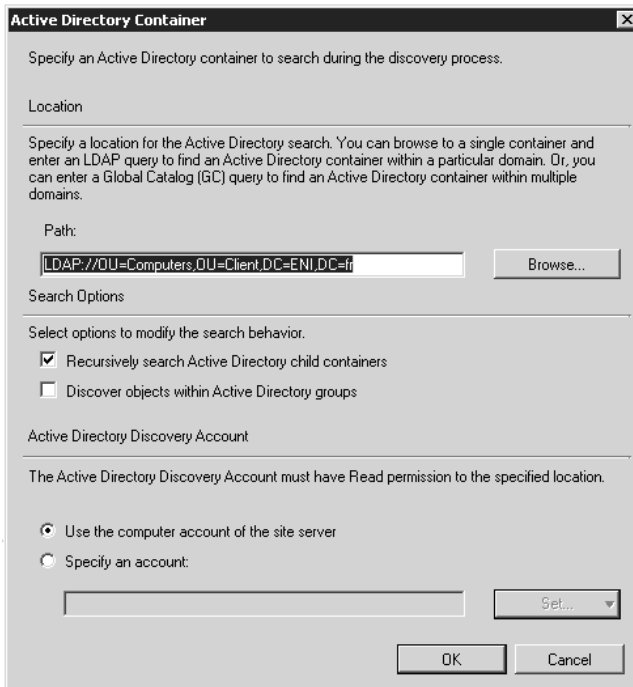 Active Directory Container
Specify an Active Directory container to search during the discovery process.
Location
Specify a location for the Active Directory search. You can browse to a single container and
enter an LDAP query to find an Active Directory container within a particular domain. Or, you
can enter a Global Catalog (GC) query to find an Active Directory container within multiple
domains.
Path:
LDAP://OU=Computers,OU=Client,DC=ENI,DC=fr
Browse...
Search Options
Select options to modify the search behavior.
Recursively search Active Directory child containers
Discover objects within Active Directory groups
Active Directory Discovery Account
The Active Directory Discovery Account must have Read permission to the specified location.
Use the computer account of the site server
Specify an account:
Set...
OK
Cancel